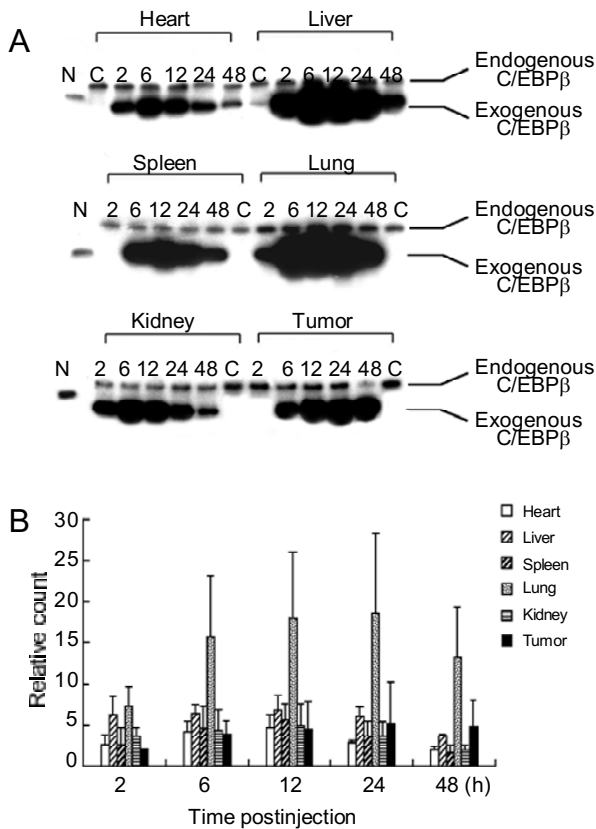 A
Heart Liver
N C 2 6 12 24 48 C 2 6 12 24 48
Endogenous
C/EBPβ
Exogenous
C/EBPβ
Spleen Lung
N 2 6 12 24 48 C 2 6 12 24 48 C
Endogenous
C/EBPβ
Exogenous
C/EBPβ
Kidney Tumor
N 2 6 12 24 48 C 2 6 12 24 48 C
Endogenous
C/EBPβ
Exogenous
C/EBPβ
B
Relative count
30
25
20
15
10
5
0
2 6 12 24 48 (h)
Time postinjection
Heart
Liver
Spleen
Lung
Kidney
Tumor